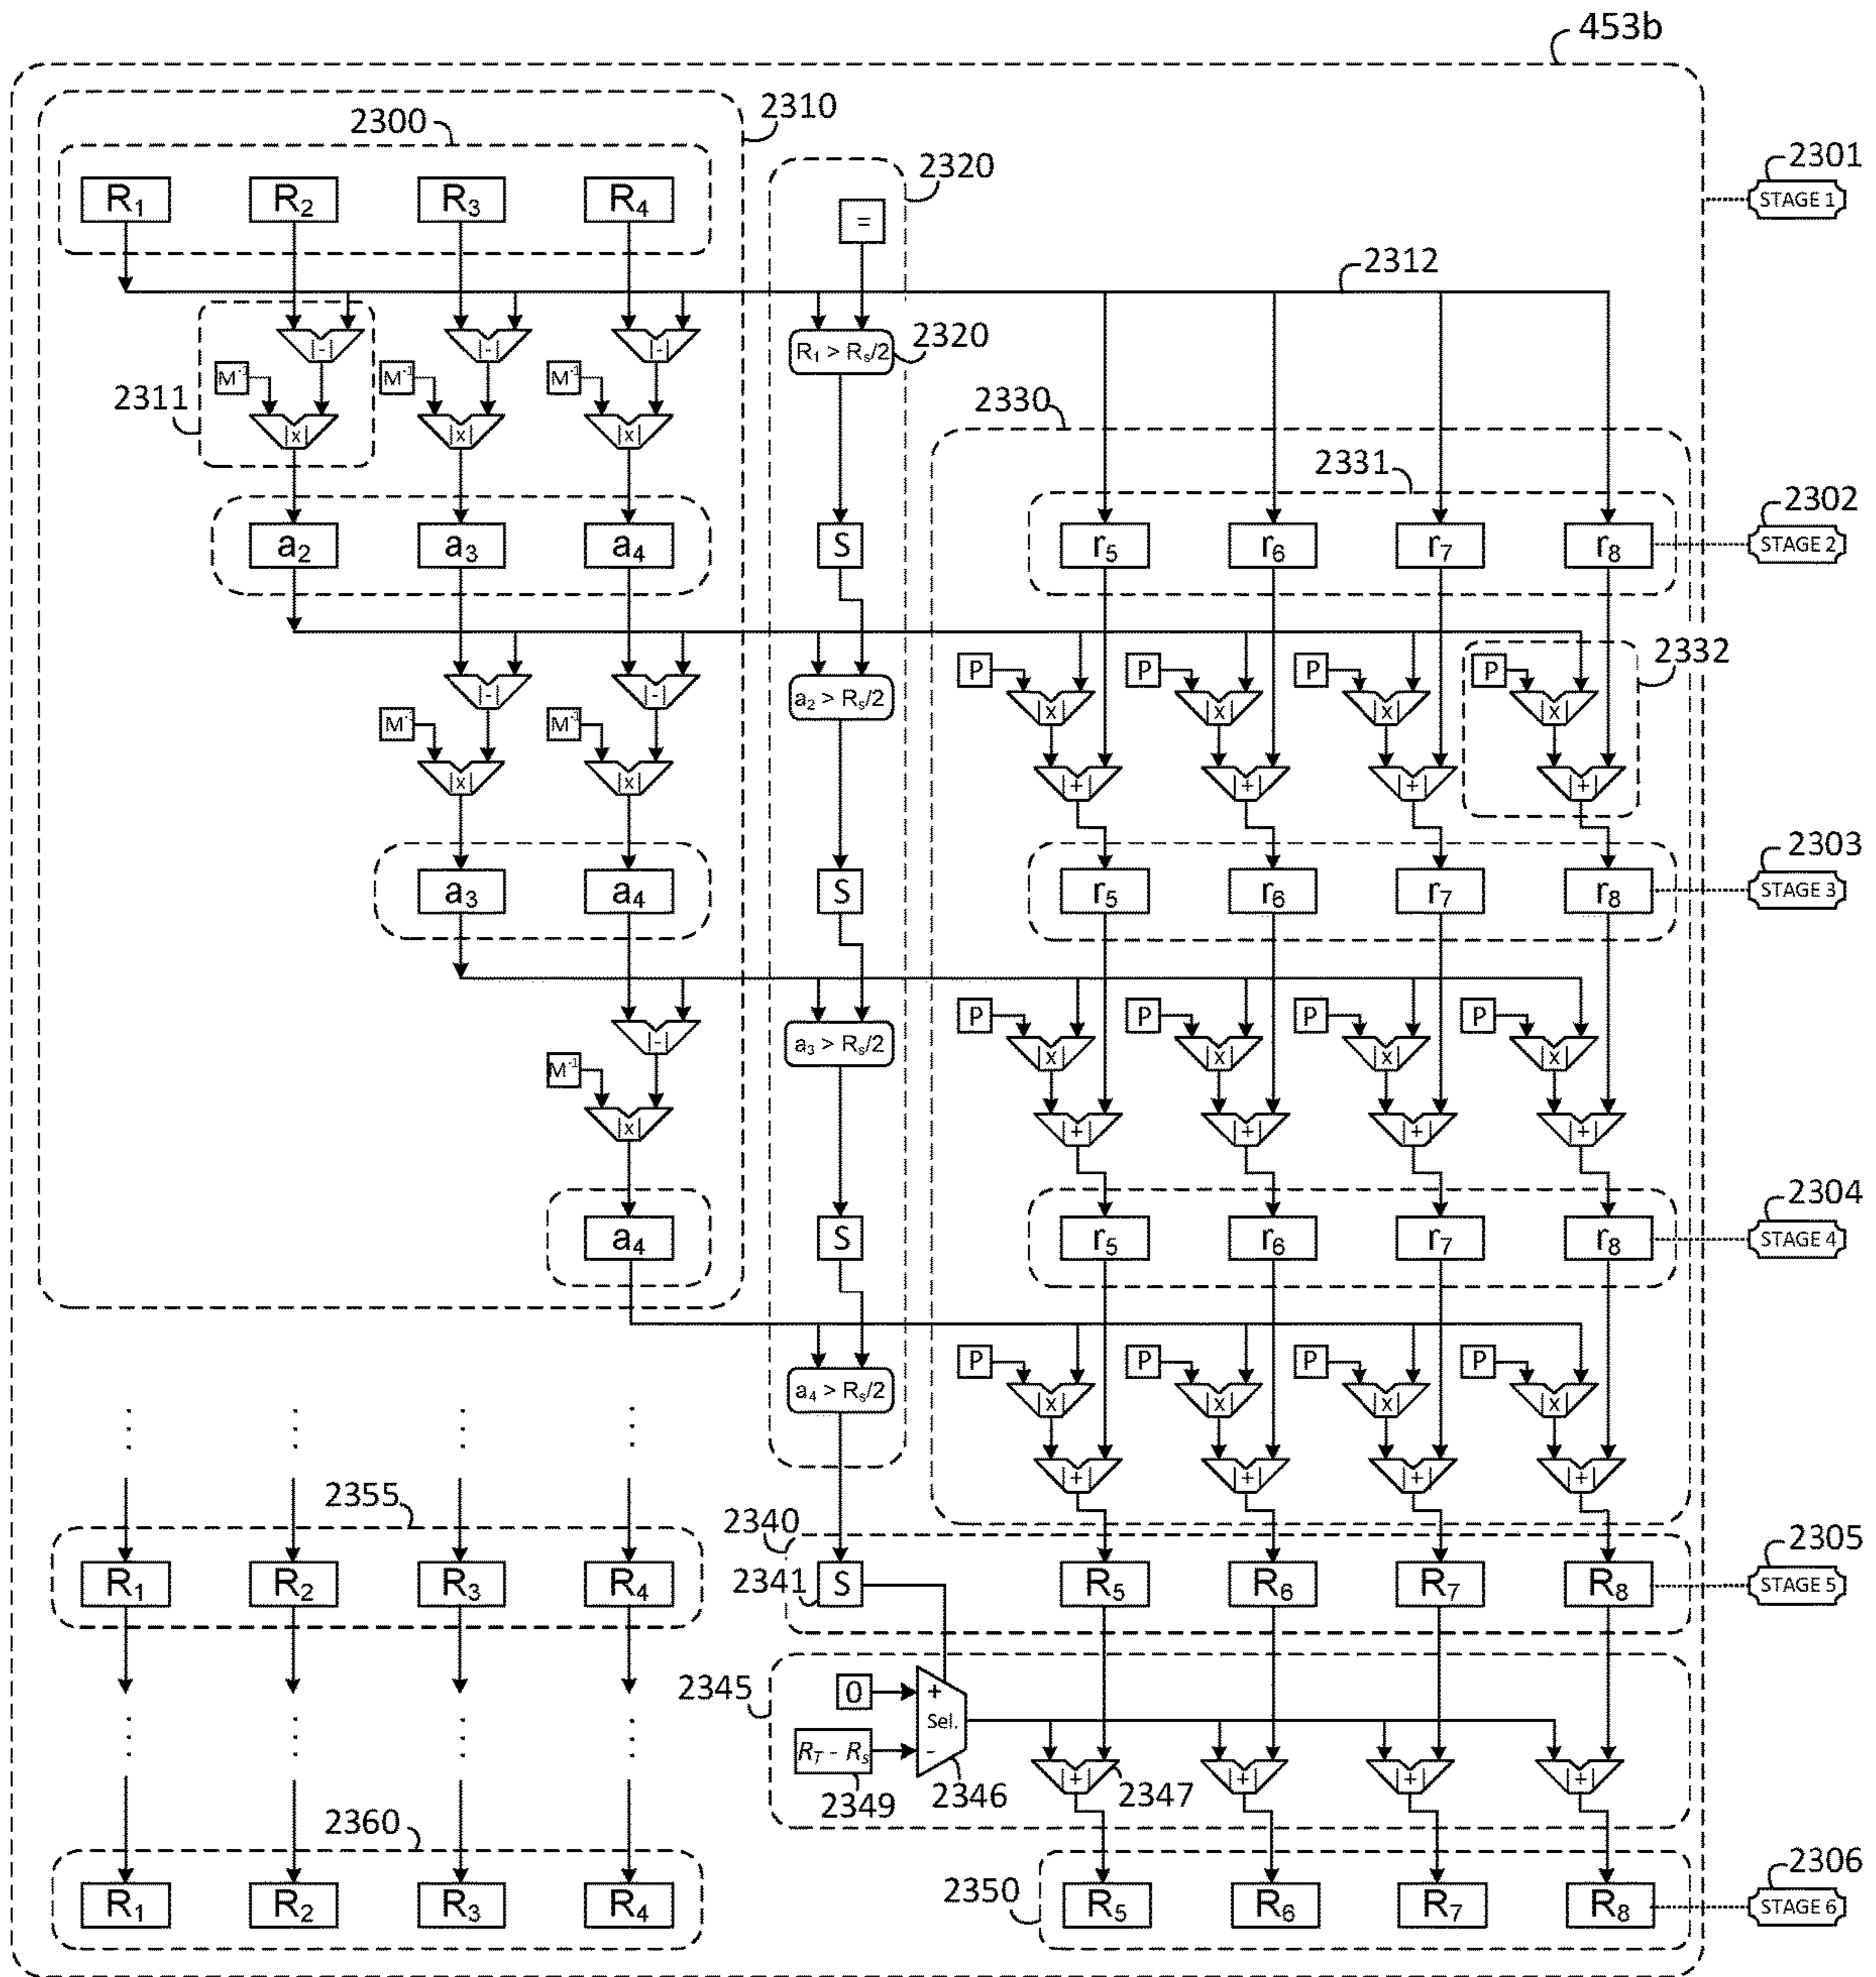 453b
2310
2300
2301
2320
R1 R2 R3 R4
STAGE 1
=
2312
|-| |-| |-|
R1 > Rs/2
2320
M-1 M-1 M-1
2311
|x| |x| |x|
2330
2331
2302
a2 a3 a4 S r5 r6 r7 r8
STAGE 2
2332
|-| |-|
a2 > Rs/2
P P P P
|x| |x| |x| |x|
M-1 M-1
|x| |x|
|+| |+| |+| |+|
2303
a3 a4 S r5 r6 r7 r8
STAGE 3
P P P P
|-|
a3 > Rs/2
|x| |x| |x| |x|
M-1
|x|
|+| |+| |+| |+|
2304
a4 S r5 r6 r7 r8
STAGE 4
P P P P
a4 > Rs/2
|x| |x| |x| |x|
|+| |+| |+| |+|
2355
2340
2305
R1 R2 R3 R4
2341
S R5 R6 R7 R8
STAGE 5
2345
0
+
Sel.
-
RT - Rs
|+| |+| |+| |+|
2349
2346
2347
2360
2306
2350
R1 R2 R3 R4 R5 R6 R7 R8
STAGE 6